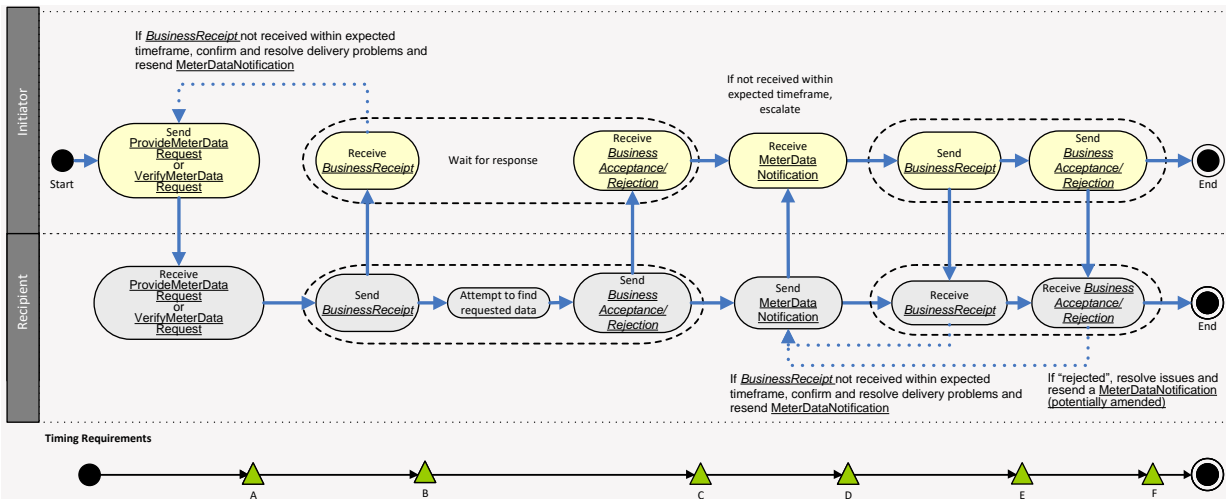 Initiator
If BusinessReceipt not received within expected
timeframe, confirm and resolve delivery problems and
resend MeterDataNotification
If not received within
expected timeframe,
escalate
Start
Send
ProvideMeterData
Request
or
VerifyMeterData
Request
Receive
BusinessReceipt
Wait for response
Receive
Business
Acceptance/
Rejection
Receive
MeterData
Notification
Send
BusinessReceipt
Send
Business
Acceptance/
Rejection
End
Recipient
Receive
ProvideMeterData
Request
or
VerifyMeterData
Request
Send
BusinessReceipt
Attempt to find
requested data
Send
Business
Acceptance/
Rejection
Send
MeterData
Notification
Receive
BusinessReceipt
Receive Business
Acceptance/
Rejection
End
If BusinessReceipt not received within expected
timeframe, confirm and resolve delivery problems and
resend MeterDataNotification
If “rejected”, resolve issues and
resend a MeterDataNotification
(potentially amended)
Timing Requirements
A
B
C
D
E
F